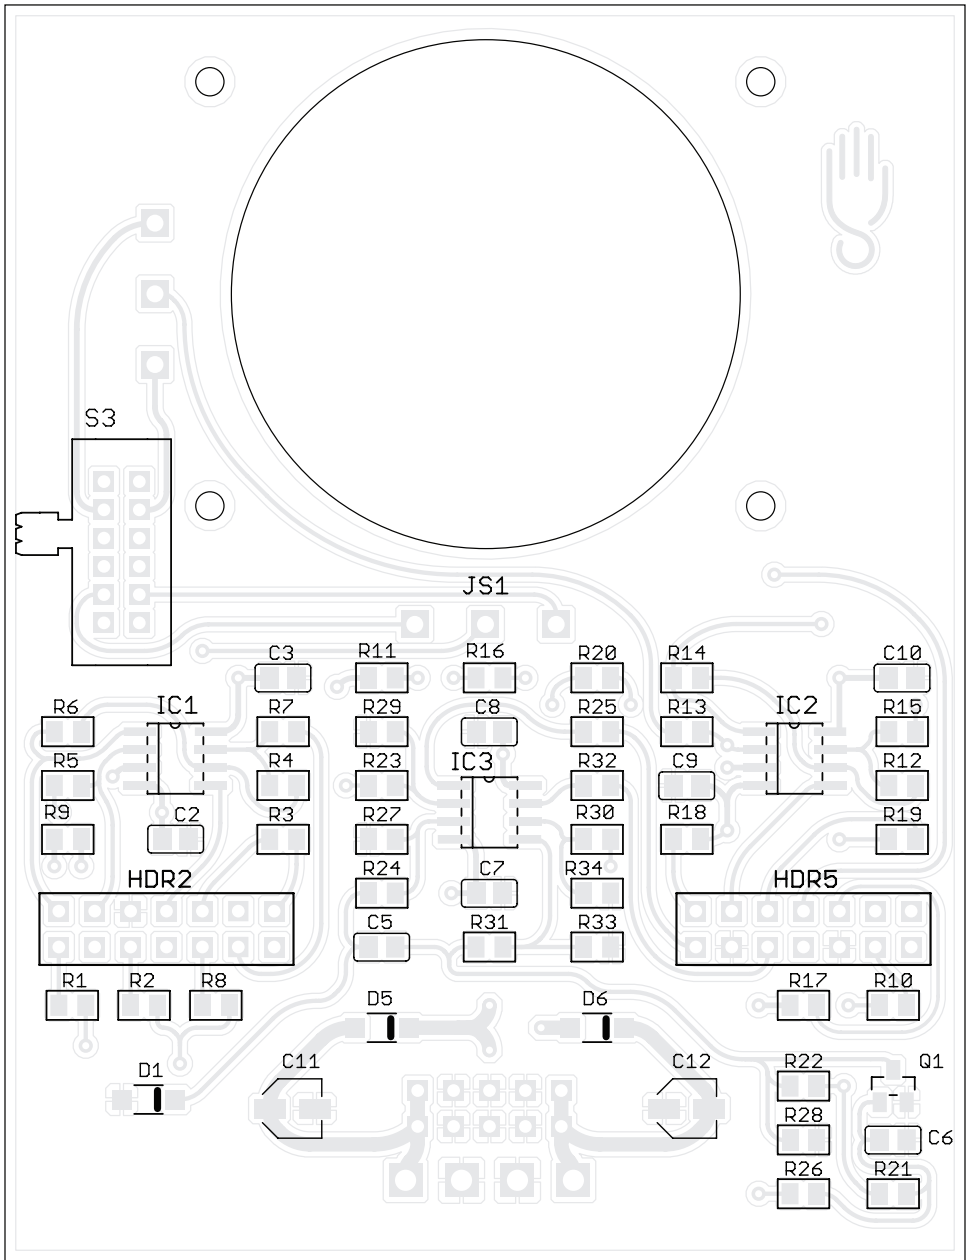 S3
JS1
C3 R11 R16 R20 R14 C10
R6 IC1 R7 R29 C8 R25 R13 IC2 R15
R5 R4 R23 IC3 R32 C9 R12
R9 C2 R3 R27 R30 R18 R19
HDR2 R24 C7 R34 HDR5
C5 R31 R33
R1 R2 R8 R17 R10
D5 D6
D1 C11 C12 R22 Q1
R28 C6
R26 R21